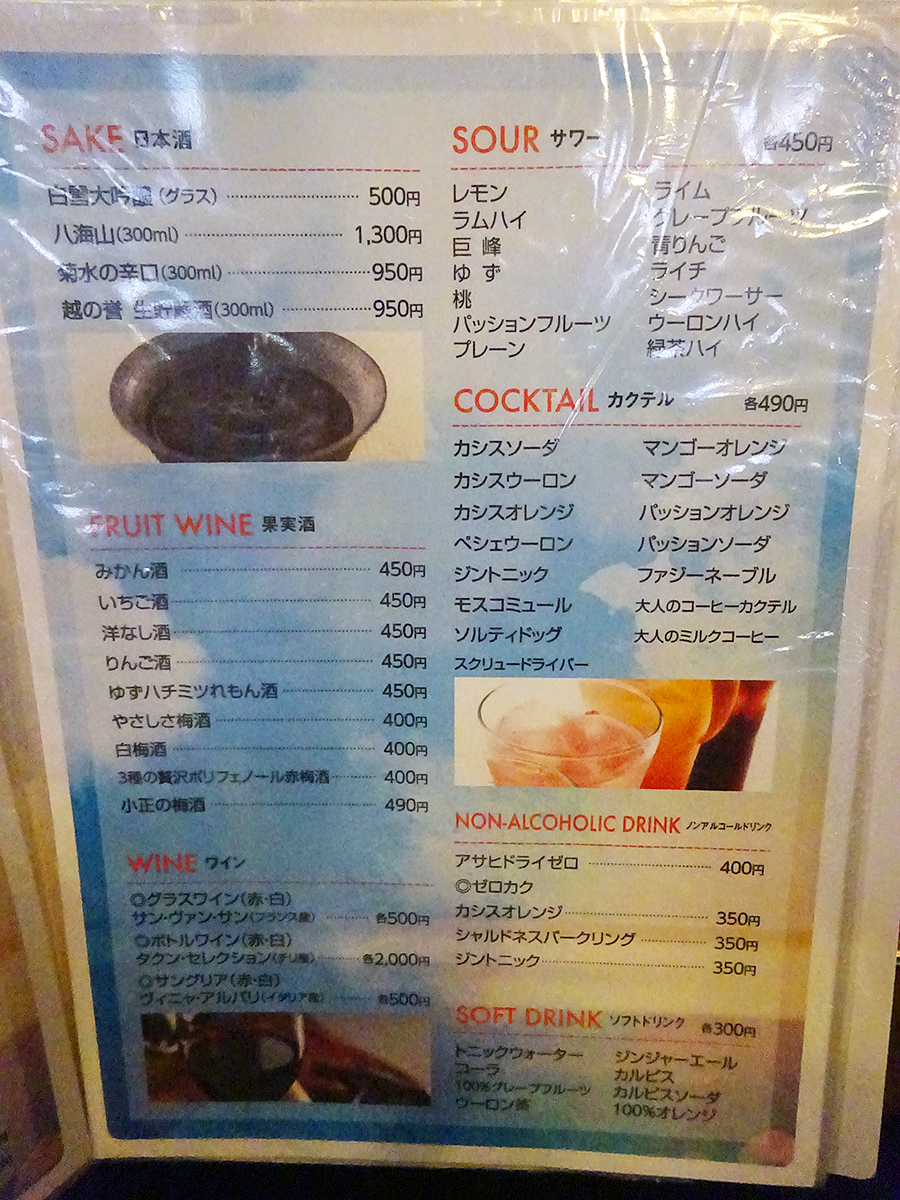 SAKE 日本酒
白雪大吟醸(グラス) 500円
八海山(300ml) 1,300円
菊水の辛口(300ml) 950円
越の誉 生貯蔵酒(300ml) 950円
FRUIT WINE 果実酒
みかん酒 450円
いちご酒 450円
洋なし酒 450円
りんご酒 450円
ゆずハチミツれもん酒 450円
やさしさ梅酒 400円
白梅酒 400円
3種の贅沢ポリフェノール赤梅酒 400円
小正の梅酒 490円
WINE ワイン
◎グラスワイン(赤・白)
サン・ヴァン・サン(フランス産) 各500円
◎ボトルワイン(赤・白)
タクン・セレクション(チリ産) 各2,000円
◎サングリア(赤・白)
ヴィニャ・アルバリ(イタリア産) 各500円
SOUR サワー 各450円
レモン ライム
ラムハイ グレープフルーツ
巨峰 青りんご
ゆず ライチ
桃 シークワーサー
パッションフルーツ ウーロンハイ
プレーン 緑茶ハイ
COCKTAIL カクテル 各490円
カシスソーダ マンゴーオレンジ
カシスウーロン マンゴーソーダ
カシスオレンジ パッションオレンジ
ペシェウーロン パッションソーダ
ジントニック ファジーネーブル
モスコミュール 大人のコーヒーカクテル
ソルティドッグ 大人のミルクコーヒー
スクリュードライバー
NON-ALCOHOLIC DRINK ノンアルコールドリンク
アサヒドライゼロ 400円
◎ゼロカク
カシスオレンジ 350円
シャルドネスパークリング 350円
ジントニック 350円
SOFT DRINK ソフトドリンク 各300円
トニックウォーター ジンジャーエール
コーラ カルピス
100%グレープフルーツ カルピスソーダ
ウーロン茶 100%オレンジ